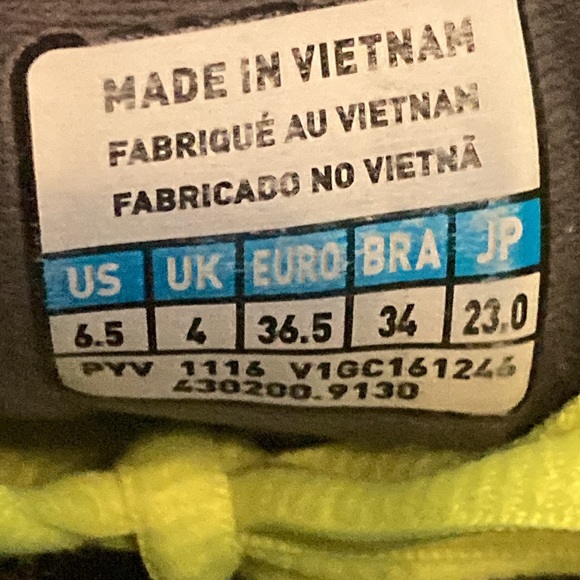 MADE IN VIETNAM
FABRIQUÉ AU VIETNAM
FABRICADO NO VIETNÃ
US UK EURO BRA JP
6.5 4 36.5 34 23.0
PYV 1116 V1GC161246
430200.9130